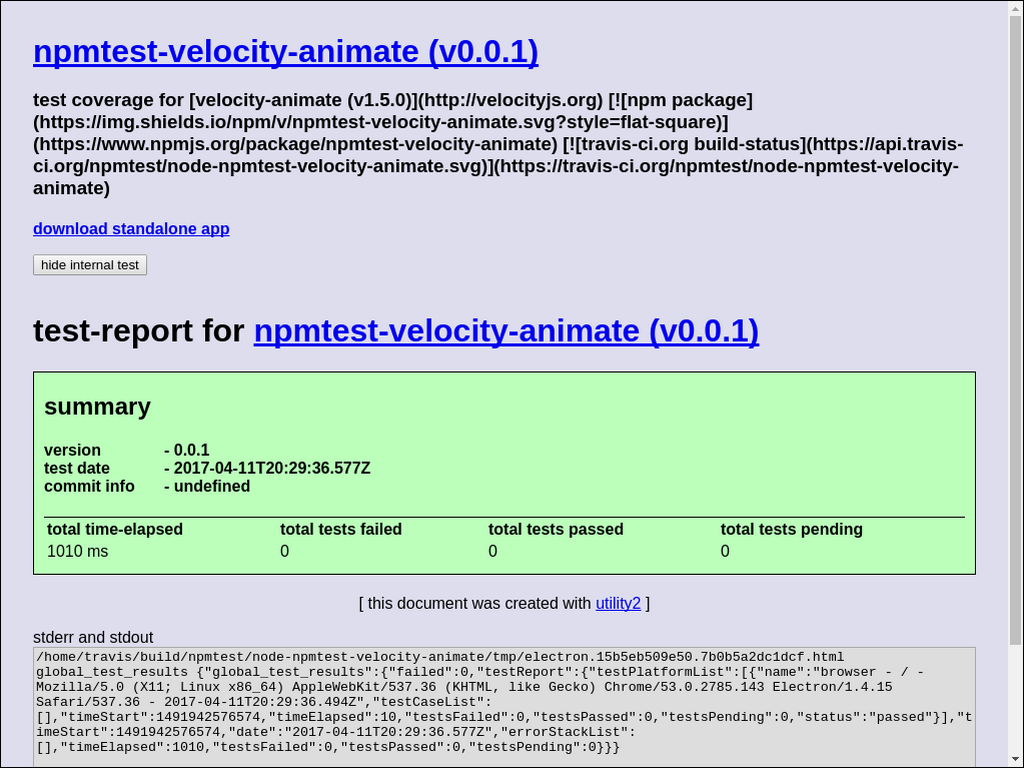 npmtest-velocity-animate (v0.0.1)
test coverage for [velocity-animate (v1.5.0)](http://velocityjs.org) [![npm package]
(https://img.shields.io/npm/v/npmtest-velocity-animate.svg?style=flat-square)]
(https://www.npmjs.org/package/npmtest-velocity-animate) [![travis-ci.org build-status](https://api.travis-
ci.org/npmtest/node-npmtest-velocity-animate.svg)](https://travis-ci.org/npmtest/node-npmtest-velocity-
animate)
download standalone app
hide internal test
test-report for npmtest-velocity-animate (v0.0.1)
summary
version - 0.0.1
test date - 2017-04-11T20:29:36.577Z
commit info - undefined
total time-elapsed total tests failed total tests passed total tests pending
1010 ms 0 0 0
[ this document was created with utility2 ]
stderr and stdout
/home/travis/build/npmtest/node-npmtest-velocity-animate/tmp/electron.15b5eb509e50.7b0b5a2dc1dcf.html
global_test_results {"global_test_results":{"failed":0,"testReport":{"testPlatformList":[{"name":"browser - / -
Mozilla/5.0 (X11; Linux x86_64) AppleWebKit/537.36 (KHTML, like Gecko) Chrome/53.0.2785.143 Electron/1.4.15
Safari/537.36 - 2017-04-11T20:29:36.494Z","testCaseList":
[],"timeStart":1491942576574,"timeElapsed":10,"testsFailed":0,"testsPassed":0,"testsPending":0,"status":"passed"}],"t
imeStart":1491942576574,"date":"2017-04-11T20:29:36.577Z","errorStackList":
[],"timeElapsed":1010,"testsFailed":0,"testsPassed":0,"testsPending":0}}}